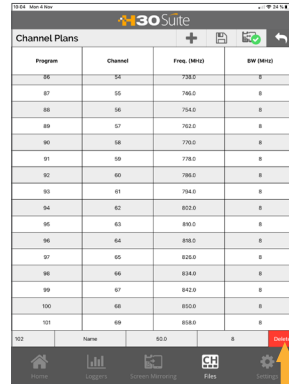 10:04 Mon 4 Nov 24 %
H30 Suite
Channel Plans
Program Channel Freq. (MHz) BW (MHz)
86 54 738.0 8
87 55 746.0 8
88 56 754.0 8
89 57 762.0 8
90 58 770.0 8
91 59 778.0 8
92 60 786.0 8
93 61 794.0 8
94 62 802.0 8
95 63 810.0 8
96 64 818.0 8
97 65 826.0 8
98 66 834.0 8
99 67 842.0 8
100 68 850.0 8
101 69 858.0 8
102 Name 50.0 8 Delete
CH
Home Loggers Screen Mirroring Files Settings